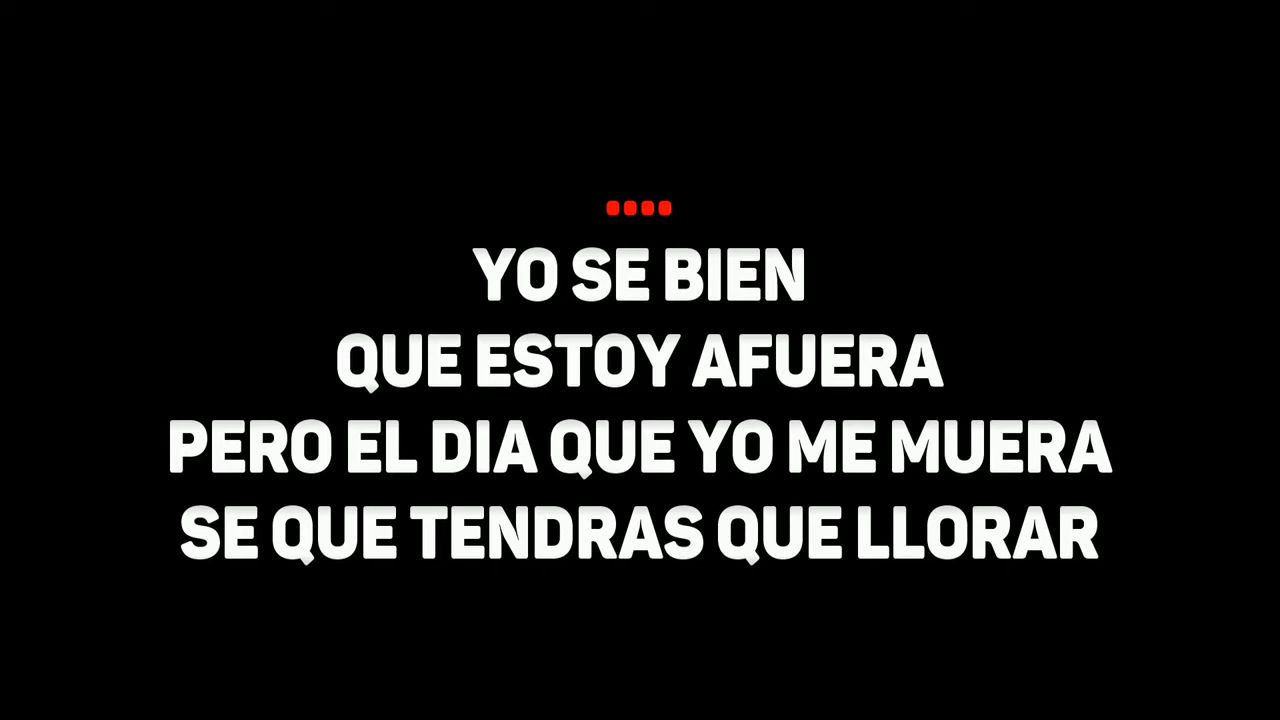 YO SE BIEN
QUE ESTOY AFUERA
PERO EL DIA QUE YO ME MUERA
SE QUE TENDRAS QUE LLORAR